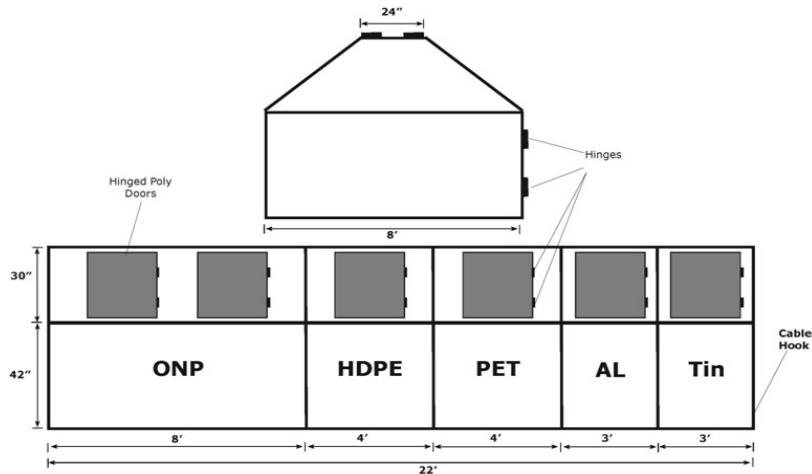 24”
Hinges
Hinged Poly
Doors
8’
30”
42”
ONP
HDPE
PET
AL
Tin
Cable
Hook
8’
4’
4’
3’
3’
22’